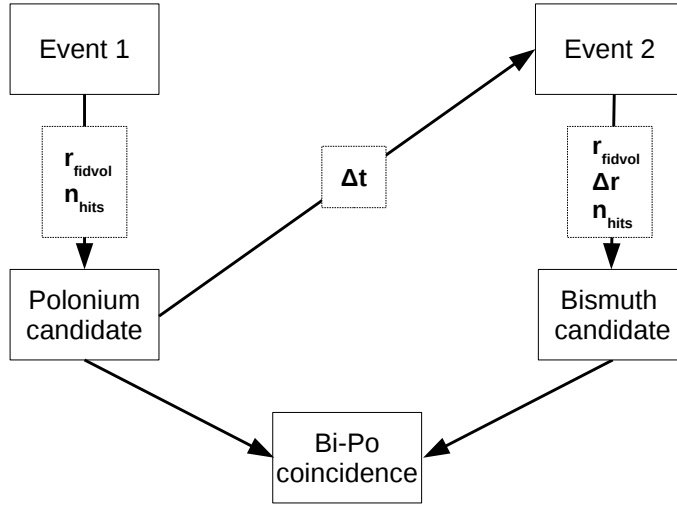 Event 1
Event 2
r_fidvol
n_hits
Δt
r_fidvol
Δr
n_hits
Polonium
candidate
Bismuth
candidate
Bi-Po
coincidence